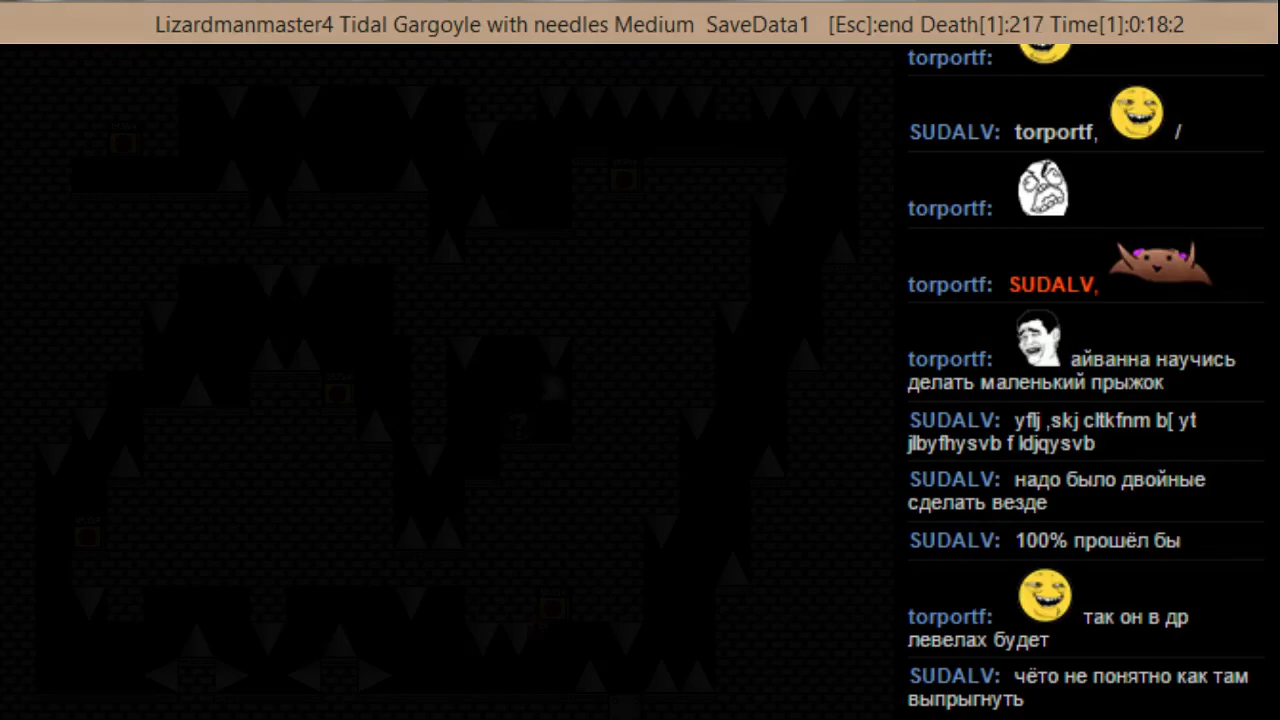 Lizardmanmaster4 Tidal Gargoyle with needles Medium  SaveData1   [Esc]:end Death[1]:217 Time[1]:0:18:2
torportf:
SUDALV: torportf, /
torportf:
torportf: SUDALV,
torportf: айванна научись
делать маленький прыжок
SUDALV: yflj ,skj cltkfnm b[ yt
jlbyfhysvb f ldjqysvb
SUDALV: надо было двойные
сделать везде
SUDALV: 100% прошёл бы
torportf: так он в др
левелах будет
SUDALV: чёто не понятно как там
выпрыгнуть
?